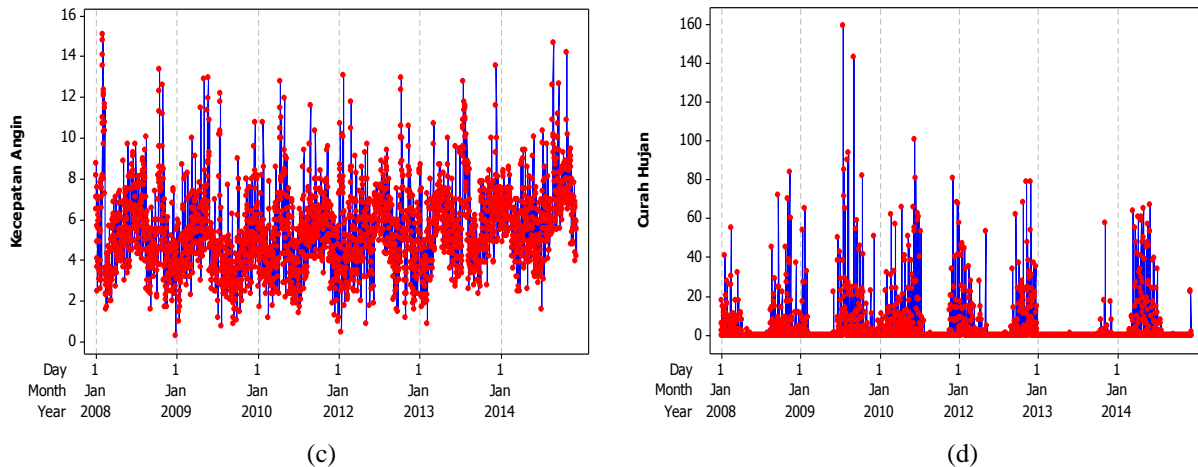 Kecepatan Angin
16
14
12
10
8
6
4
2
0
Day 1 1 1 1 1 1
Month Jan Jan Jan Jan Jan Jan
Year 2008 2009 2010 2012 2013 2014
(c)
Curah Hujan
160
140
120
100
80
60
40
20
0
Day 1 1 1 1 1 1
Month Jan Jan Jan Jan Jan Jan
Year 2008 2009 2010 2012 2013 2014
(d)